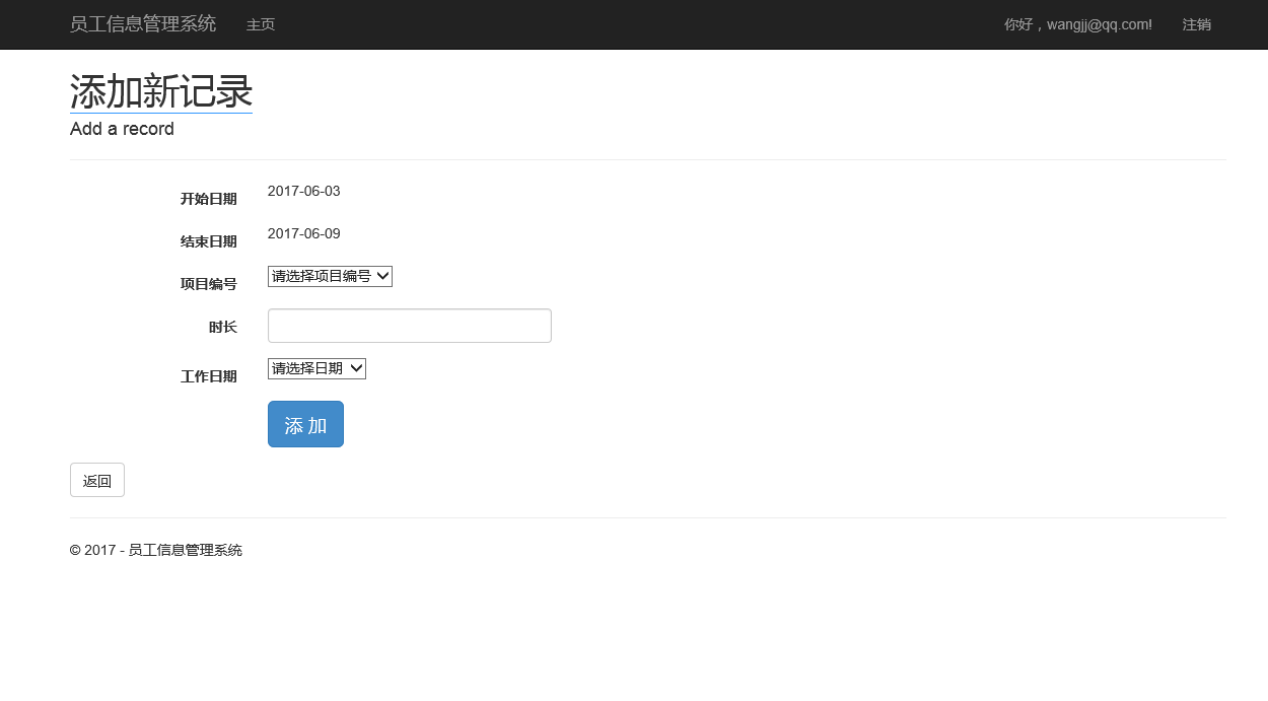 员工信息管理系统 主页 你好，wangjj@qq.com! 注销
添加新记录
Add a record
开始日期 2017-06-03
结束日期 2017-06-09
项目编号 请选择项目编号
时长
工作日期 请选择日期
添 加
返回
© 2017 - 员工信息管理系统